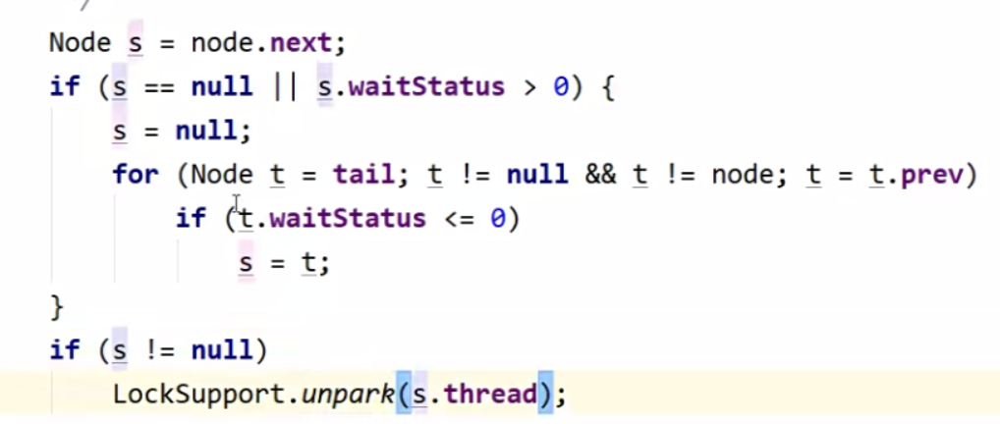 /
Node s = node.next;
if (s == null || s.waitStatus > 0) {
s = null;
for (Node t = tail; t != null && t != node; t = t.prev)
if (t.waitStatus <= 0)
s = t;
}
if (s != null)
LockSupport.unpark(s.thread);